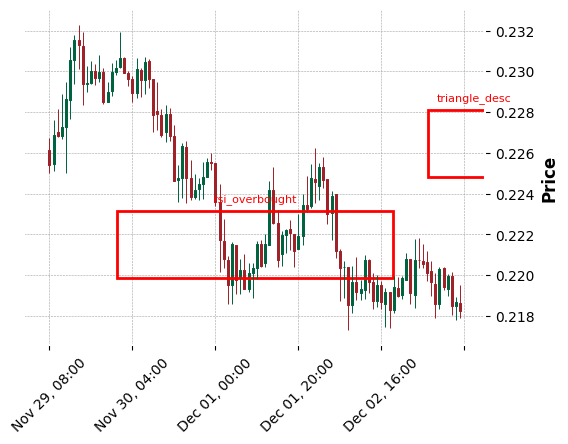 0.232
0.230
0.228
0.226
0.224
0.222
0.220
0.218
Price
triangle_desc
rsi_overbought
Nov 29, 08:00
Nov 30, 04:00
Dec 01, 00:00
Dec 01, 20:00
Dec 02, 16:00